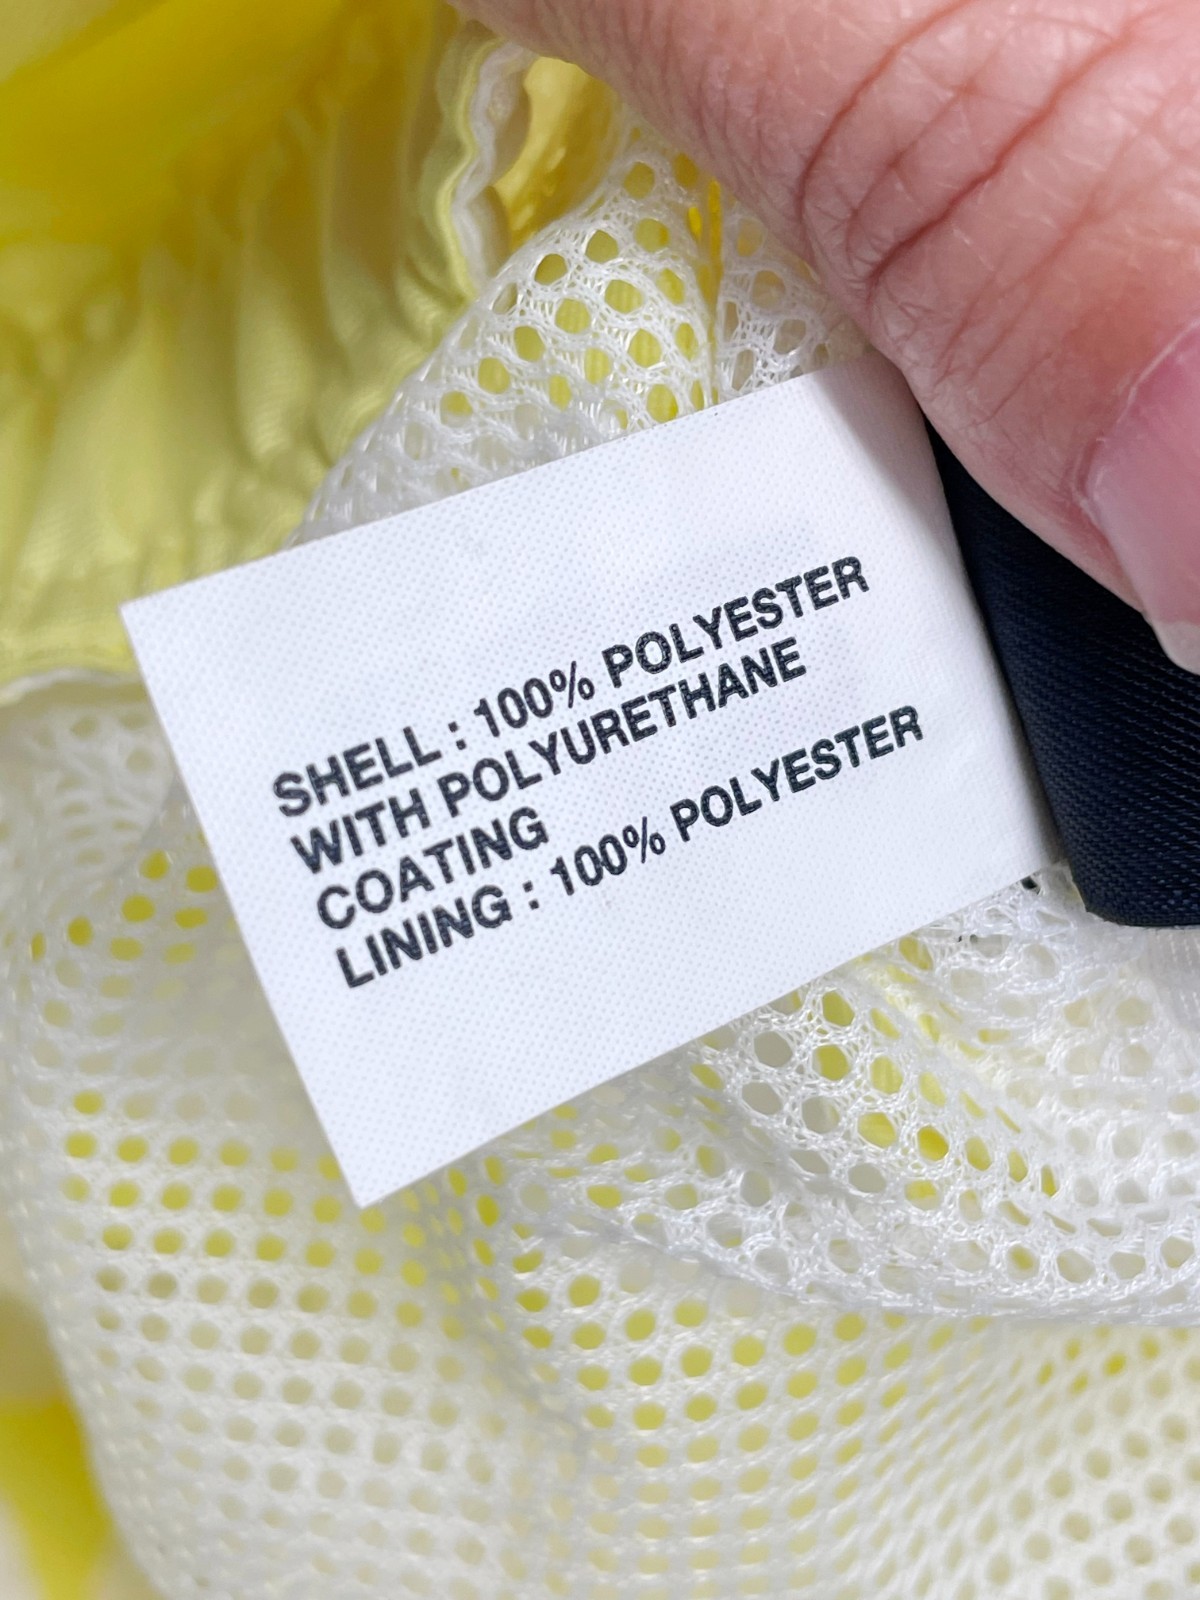 SHELL : 100% POLYESTER
WITH POLYURETHANE
COATING
LINING : 100% POLYESTER